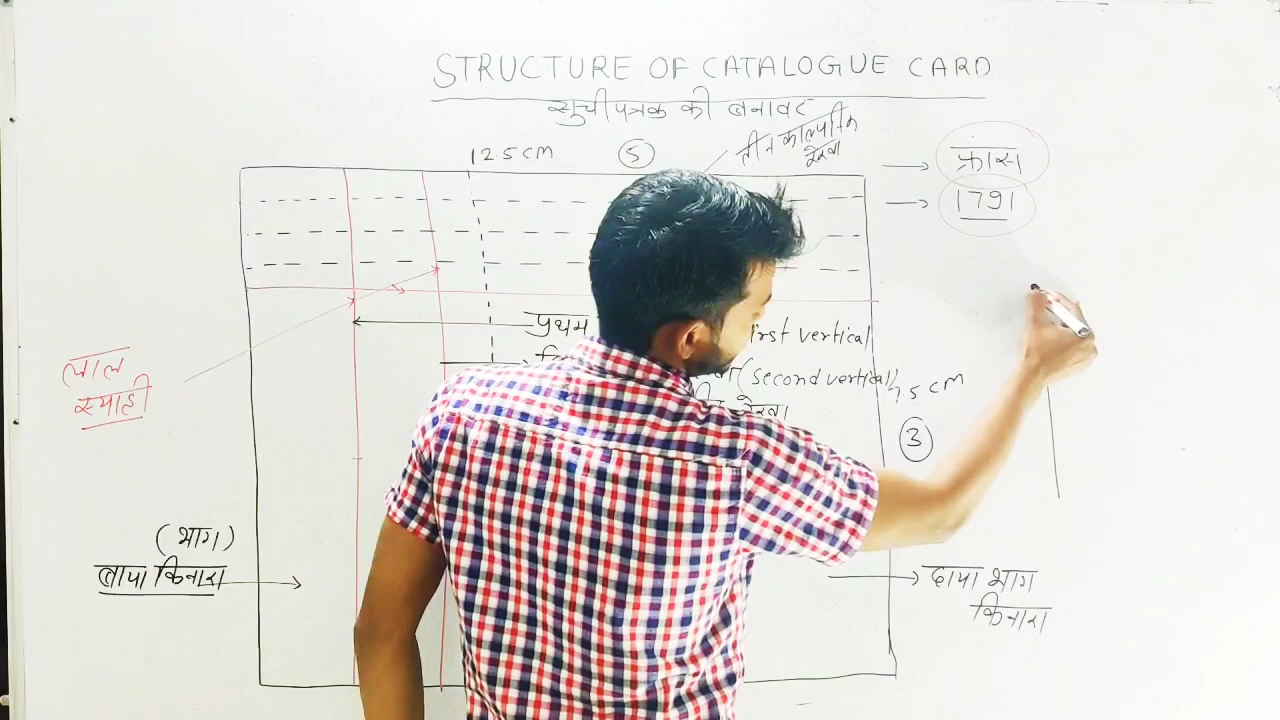 STRUCTURE OF CATALOGUE CARD
सुचीपत्रक की बनावट
12.5 CM
5
तीन काल्पनिक
रेखा
फ्रांस
1791
प्रथम
irst vertical
(second vertical)
7.5 CM
रेखा
3
लाल
स्याही
(भाग)
बाया किनारा
दाया भाग
किनारा